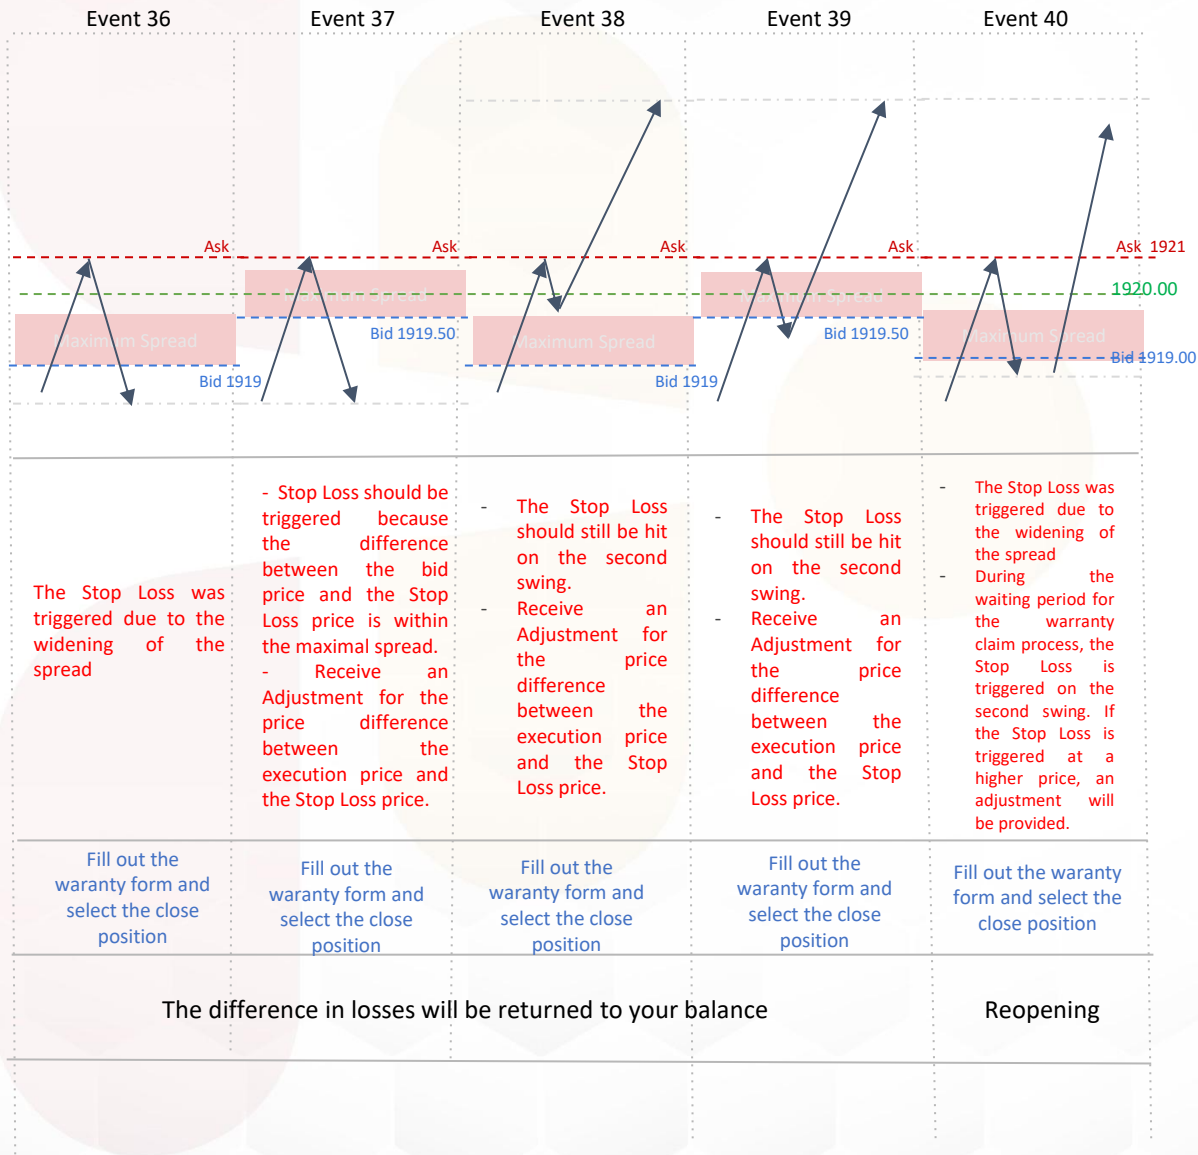 Event 36
Event 37
Event 38
Event 39
Event 40
Ask
Ask
Ask
Ask
Ask 1921
Maximum Spread
Maximum Spread
1920.00
Bid 1919.50
Bid 1919.50
Maximum Spread
Maximum Spread
Maximum Spread
Bid 1919.00
Bid 1919
Bid 1919
The Stop Loss was
triggered due to the
widening of the
spread
- Stop Loss should be
triggered because
the difference
between the bid
price and the Stop
Loss price is within
the maximal spread.
- Receive an
Adjustment for the
price difference
between the
execution price and
the Stop Loss price.
- The Stop Loss
should still be hit
on the second
swing.
- Receive an
Adjustment for
the price
difference
between the
execution price
and the Stop
Loss price.
- The Stop Loss
should still be hit
on the second
swing.
- Receive an
Adjustment for
the price
difference
between the
execution price
and the Stop
Loss price.
- The Stop Loss was
triggered due to
the widening of
the spread
- During the
waiting period for
the warranty
claim process, the
Stop Loss is
triggered on the
second swing. If
the Stop Loss is
triggered at a
higher price, an
adjustment will
be provided.
Fill out the
waranty form and
select the close
position
Fill out the
waranty form and
select the close
position
Fill out the
waranty form and
select the close
position
Fill out the
waranty form and
select the close
position
Fill out the waranty
form and select the
close position
The difference in losses will be returned to your balance
Reopening